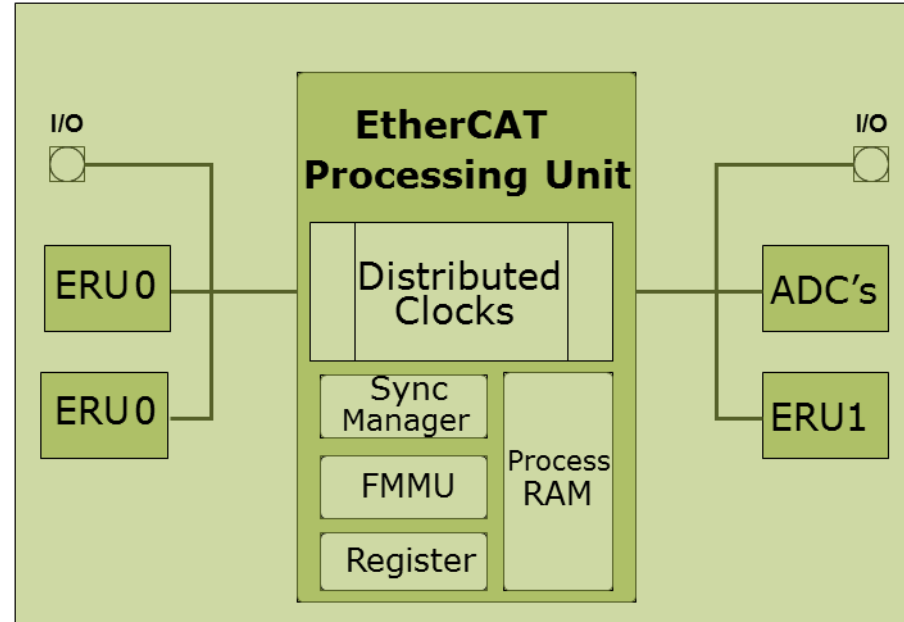 I/O
ERU0
ERU0
EtherCAT
Processing Unit
Distributed
Clocks
Sync
Manager
FMMU
Register
Process
RAM
I/O
ADC's
ERU1